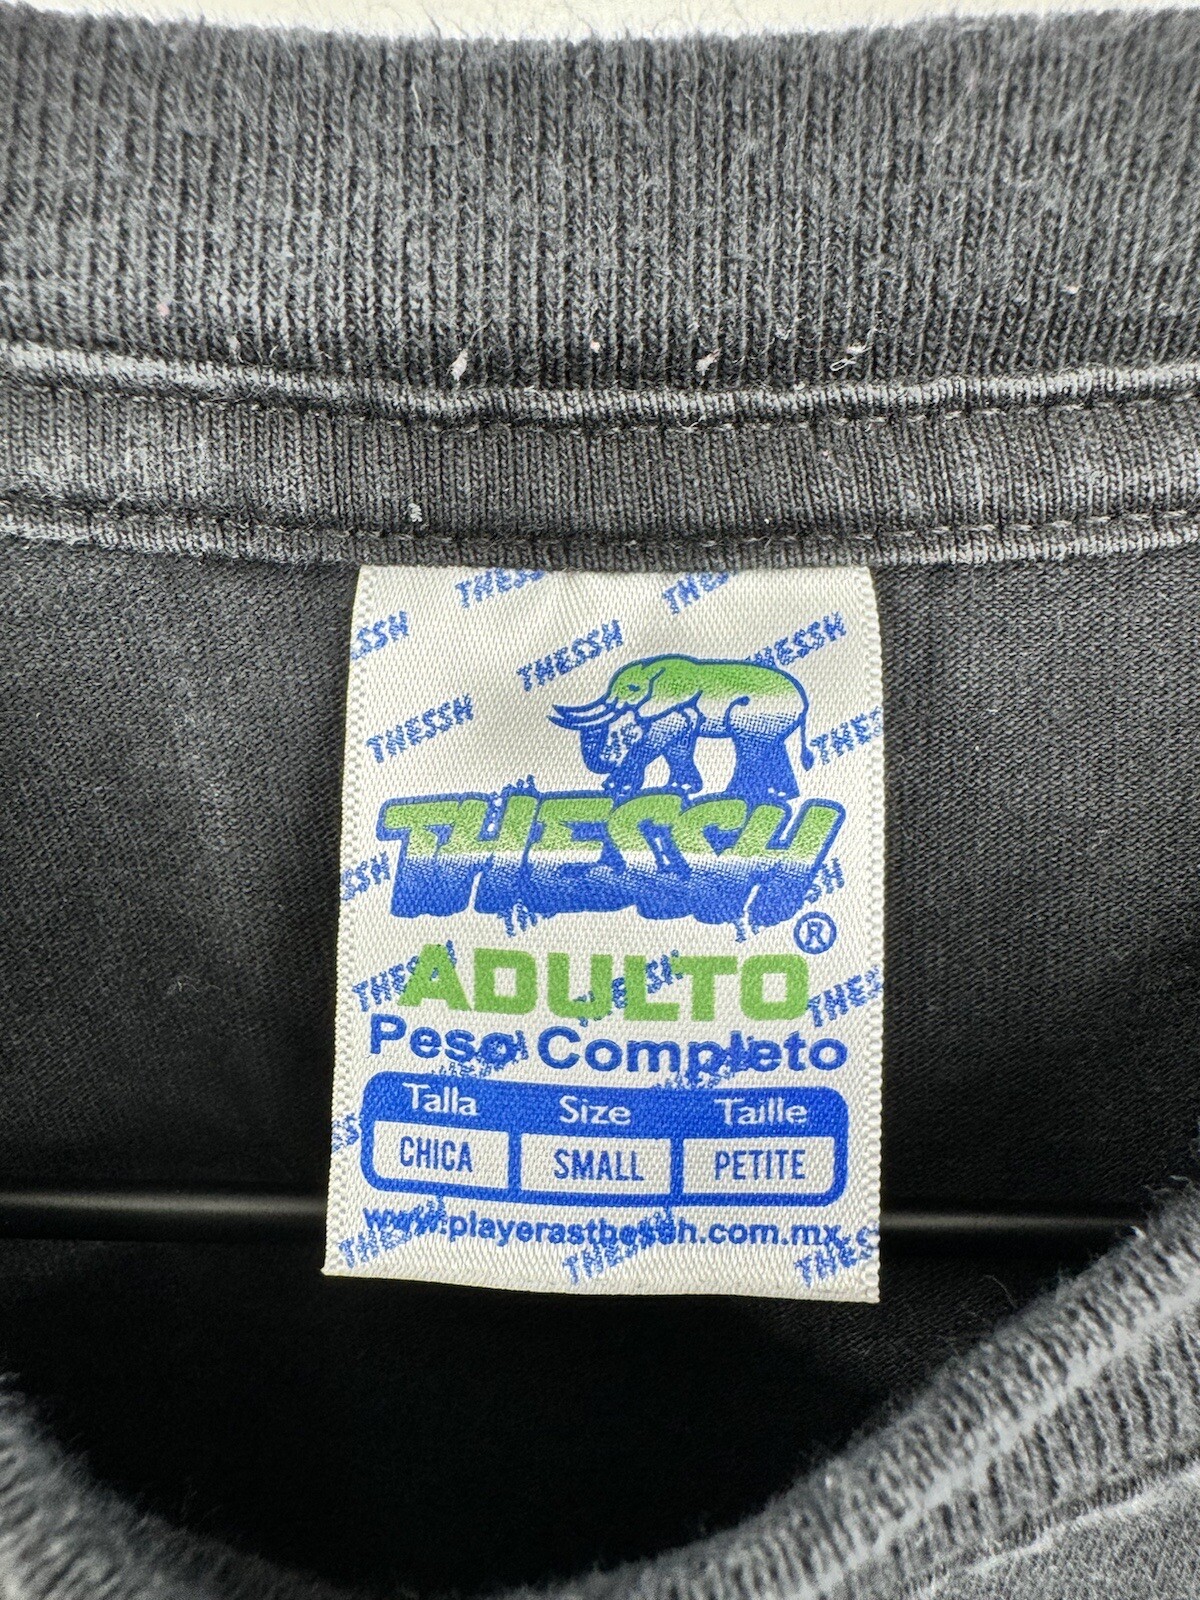 THESSH
®
ADULTO
Peso Completo
Talla Size Taille
CHICA SMALL PETITE
www.playerasthessh.com.mx